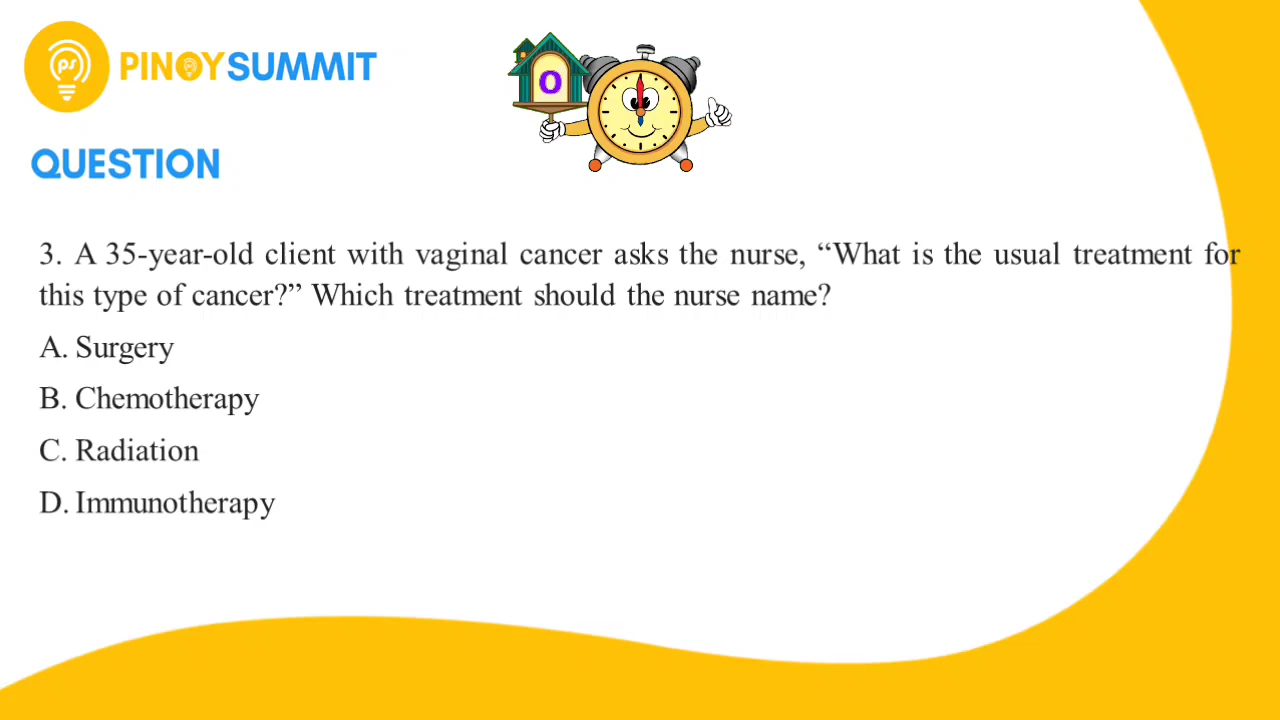 PINOYSUMMIT
O
QUESTION
3. A 35-year-old client with vaginal cancer asks the nurse, “What is the usual treatment for
this type of cancer?” Which treatment should the nurse name?
A. Surgery
B. Chemotherapy
C. Radiation
D. Immunotherapy